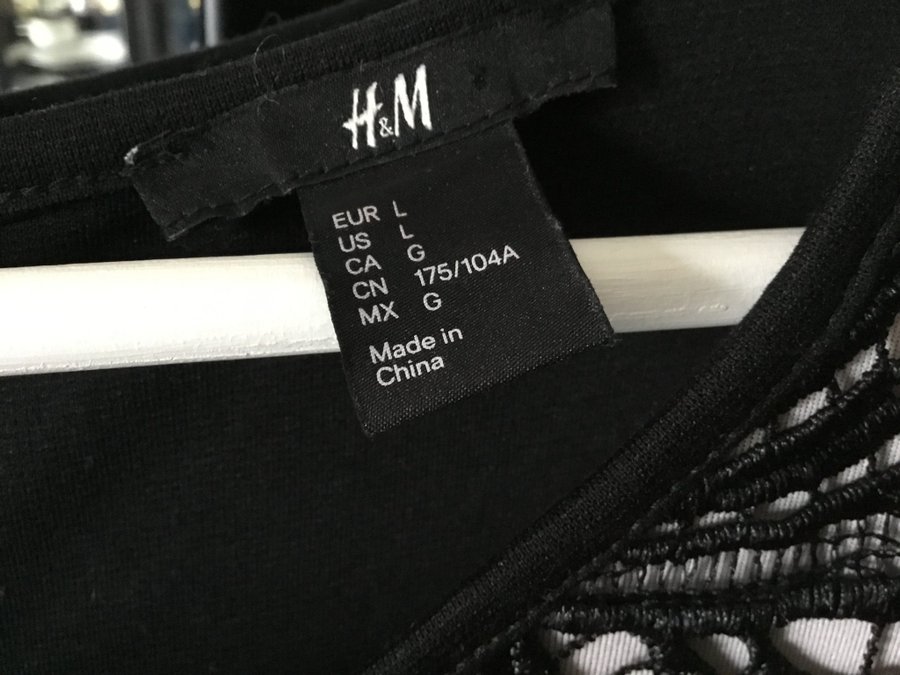 H&M
EUR L
US L
CA G
CN 175/104A
MX G
Made in
China